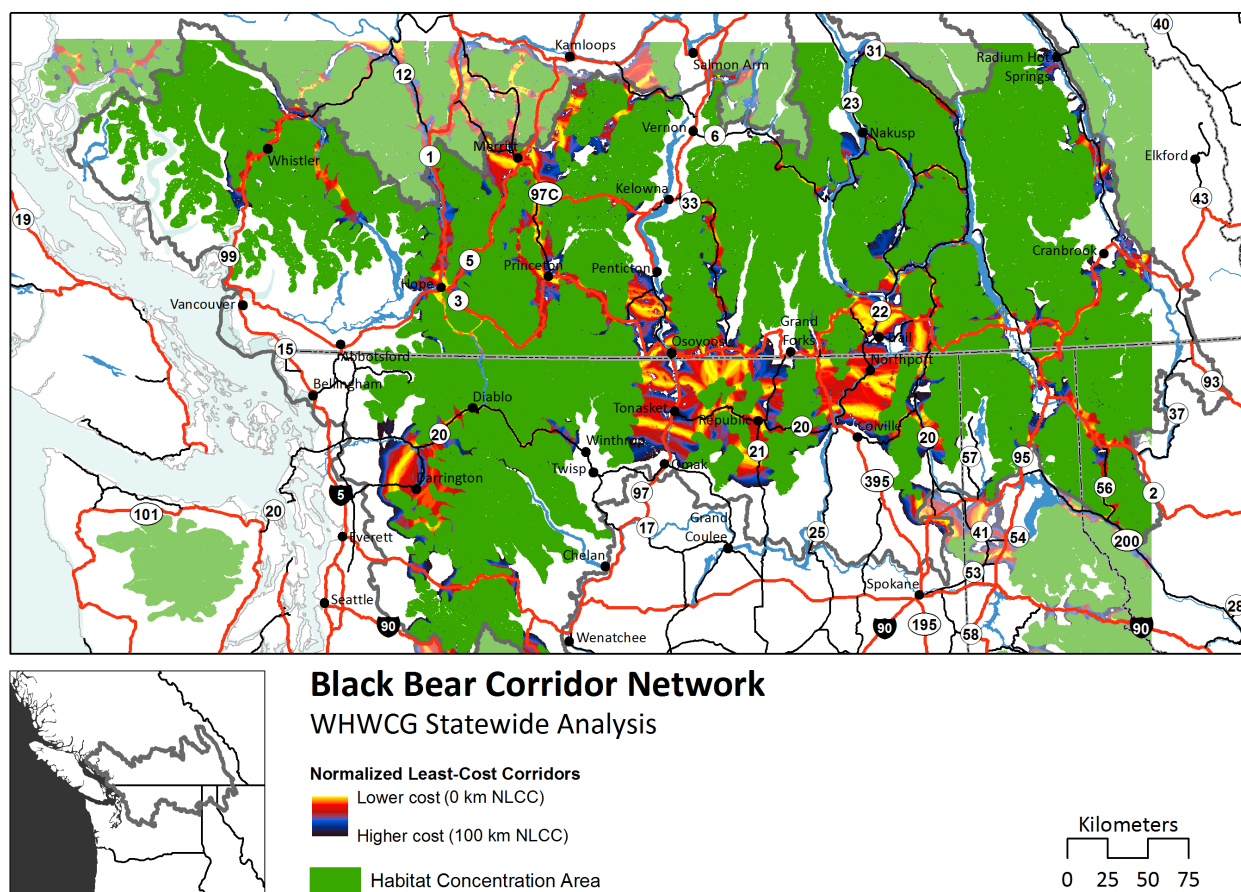 40
Kamloops
31
Salmon Arm
Radium Hot
Springs
12
23
Vernon
6
Nakusp
1
Merritt
Whistler
Elkford
97C
Kelowna
33
43
19
99
5
Cranbrook
Princeton
Penticton
Hope
3
Vancouver
22
Grand
Forks
Trail
Osoyoos
15
Abbotsford
Northport
93
Bellingham
Diablo
Tonasket
37
Republic
20
20
20
Winthrop
Colville
21
57
95
Twisp
Omak
Darrington
395
97
56
2
5
101
20
17
Grand
Coulee
25
41
54
200
Everett
Chelan
53
Spokane
Seattle
28
90
90
195
58
90
Wenatchee
Black Bear Corridor Network
WHWCG Statewide Analysis
Normalized Least-Cost Corridors
Lower cost (0 km NLCC)
Higher cost (100 km NLCC)
Habitat Concentration Area
Kilometers
0 25 50 75